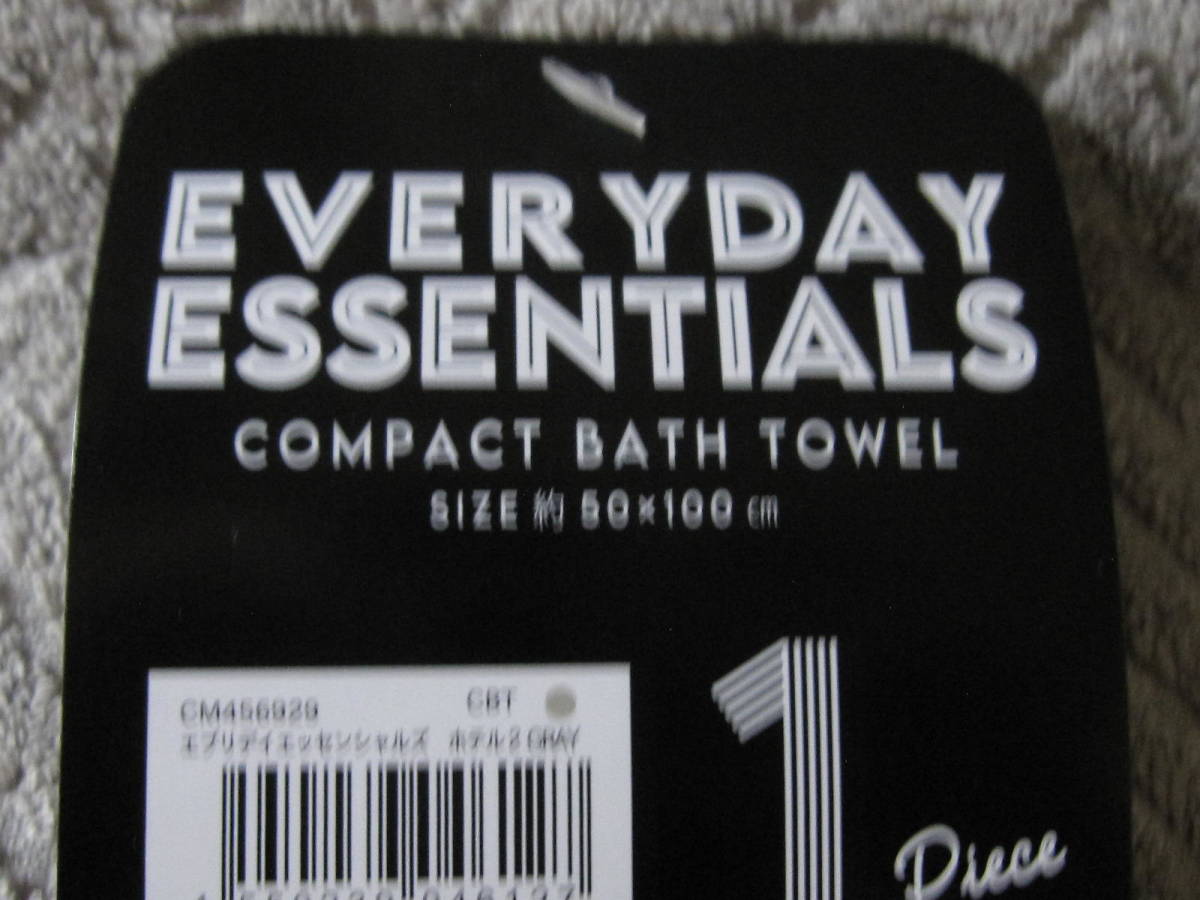 EVERYDAY
ESSENTIALS
COMPACT BATH TOWEL
SIZE 約 50×100 ㎝
CM456929 CBT
エブリデイエッセンシャルズ ホテル2 GRAY
1
Piece